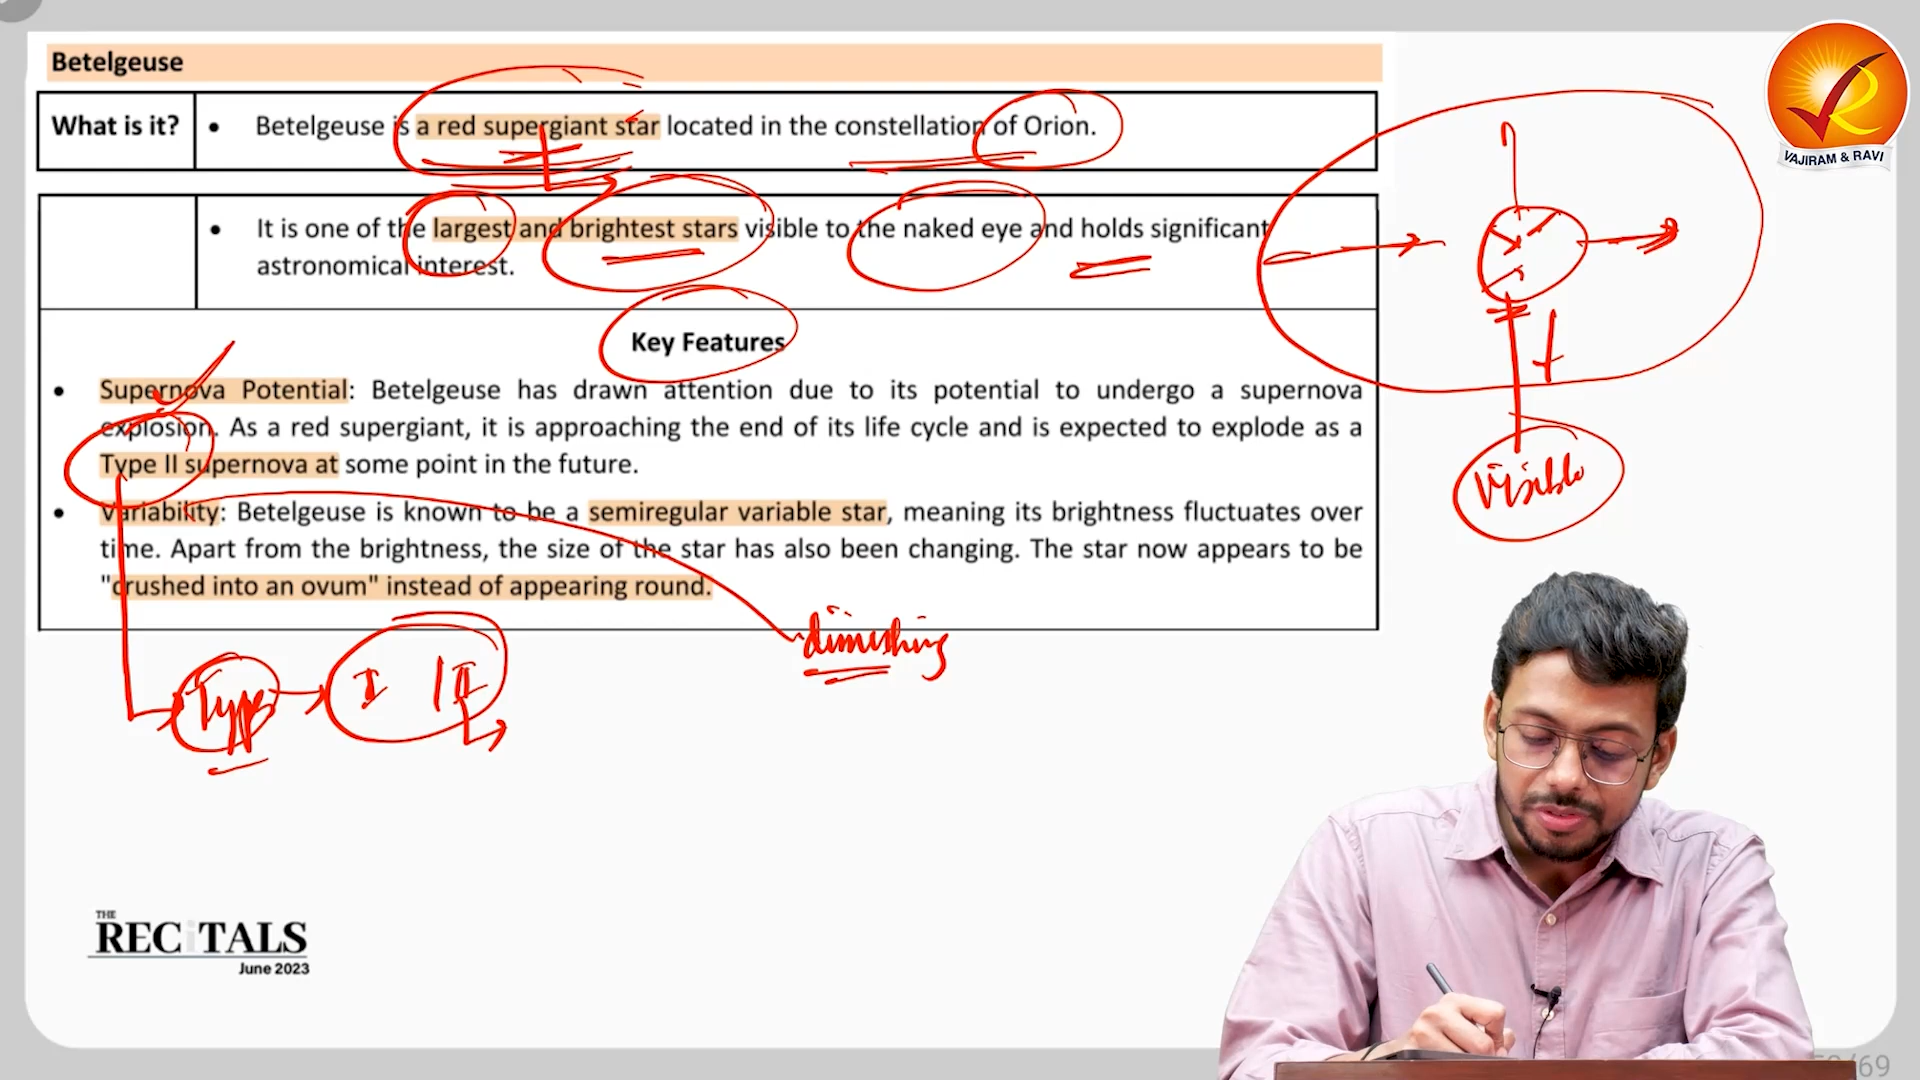 Betelgeuse
What is it?
• Betelgeuse is a red supergiant star located in the constellation of Orion.
• It is one of the largest and brightest stars visible to the naked eye and holds significant
astronomical interest.
Key Features
• Supernova Potential: Betelgeuse has drawn attention due to its potential to undergo a supernova
explosion. As a red supergiant, it is approaching the end of its life cycle and is expected to explode as a
Type II supernova at some point in the future.
• Variability: Betelgeuse is known to be a semiregular variable star, meaning its brightness fluctuates over
time. Apart from the brightness, the size of the star has also been changing. The star now appears to be
"crushed into an ovum" instead of appearing round.
Type
I II
Visible
VAJIRAM & RAVI
THE
RECiTALS
June 2023
/69